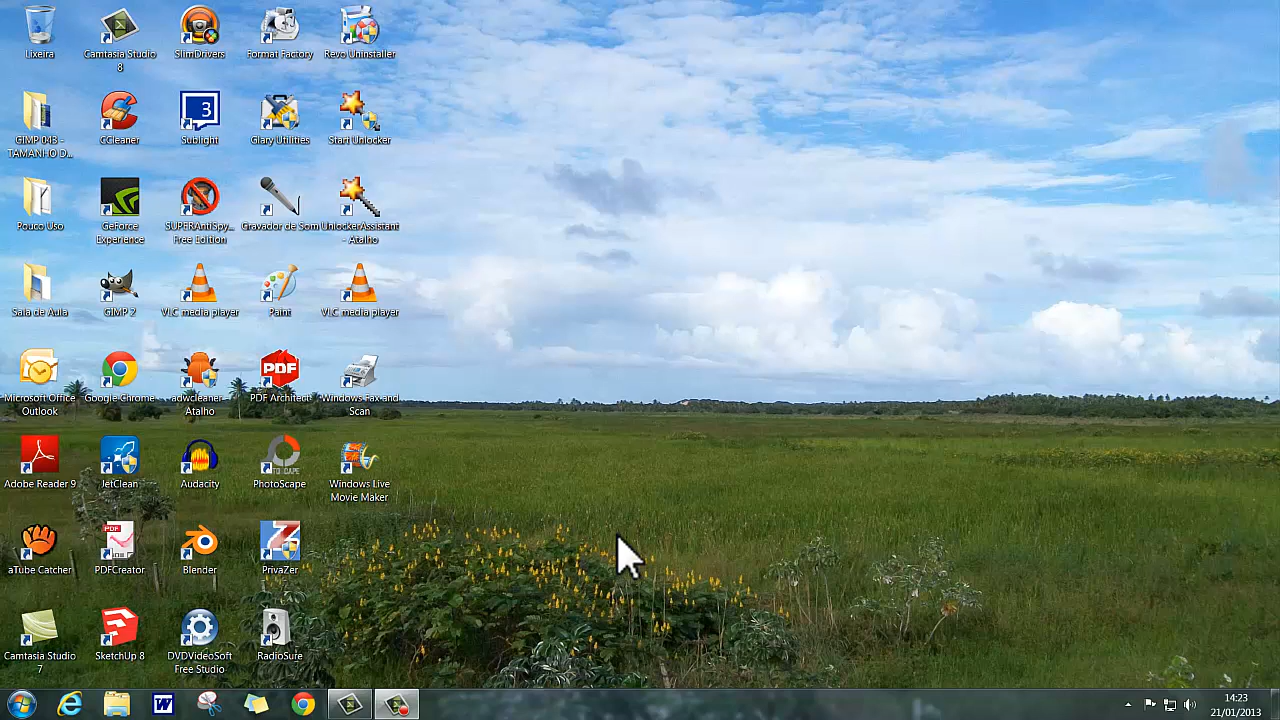 Lixeira
Camtasia Studio
8
SlimDrivers
Format Factory
Revo Uninstaller
GIMP 043 -
TAMANHO D...
CCleaner
3
Sublight
Glary Utilities
Start Unlocker
Pouco Uso
GeForce
Experience
SUPERAntiSpy...
Free Edition
Gravador de Som
UnlockerAssistant
- Atalho
Sala de Aula
GIMP 2
VLC media player
Paint
VLC media player
Microsoft Office
Outlook
Google Chrome
adwcleaner -
Atalho
PDF
PDF Architect
Windows Fax and
Scan
Adobe Reader 9
JetClean
Audacity
PhotoScape
Windows Live
Movie Maker
aTube Catcher
PDF
PDFCreator
Blender
PrivaZer
Camtasia Studio
7
SketchUp 8
DVDVideoSoft
Free Studio
RadioSure
W
14:23
21/01/2013